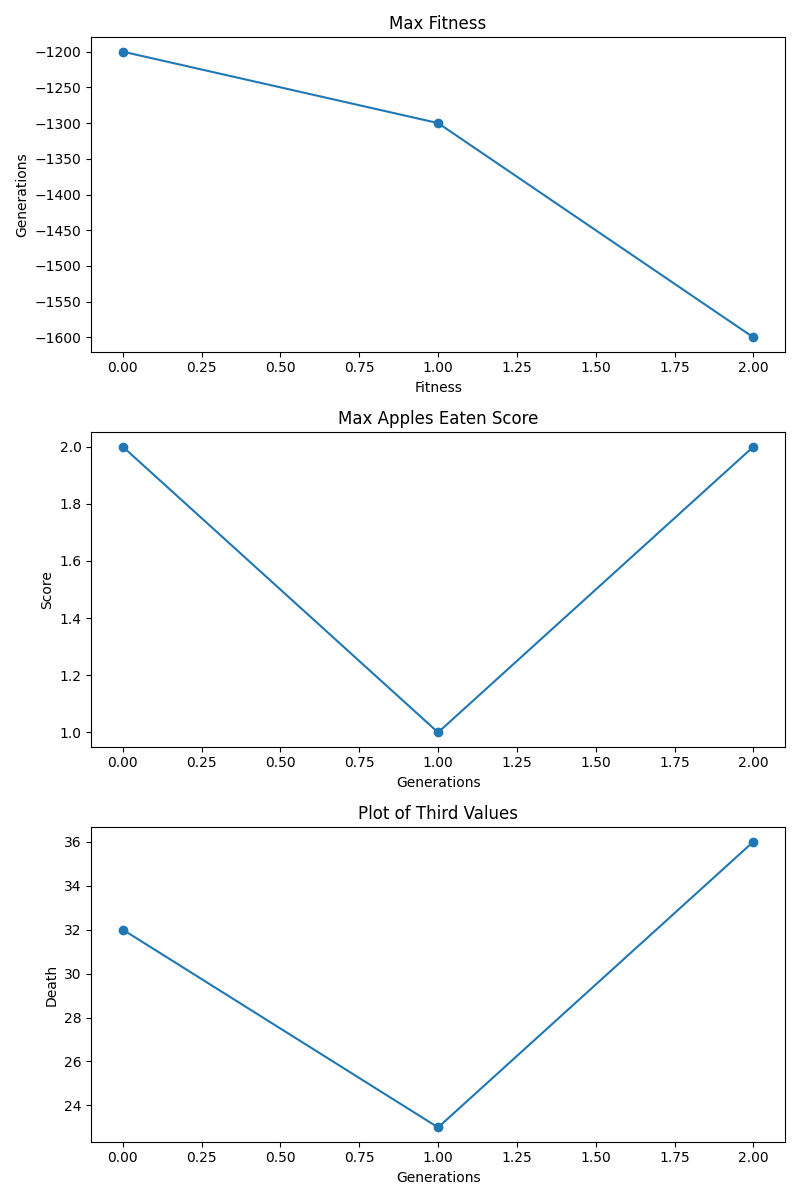 Max Fitness
Generations
−1200
−1250
−1300
−1350
−1400
−1450
−1500
−1550
−1600
0.00 0.25 0.50 0.75 1.00 1.25 1.50 1.75 2.00
Fitness
Max Apples Eaten Score
Score
2.0
1.8
1.6
1.4
1.2
1.0
0.00 0.25 0.50 0.75 1.00 1.25 1.50 1.75 2.00
Generations
Plot of Third Values
Death
36
34
32
30
28
26
24
0.00 0.25 0.50 0.75 1.00 1.25 1.50 1.75 2.00
Generations